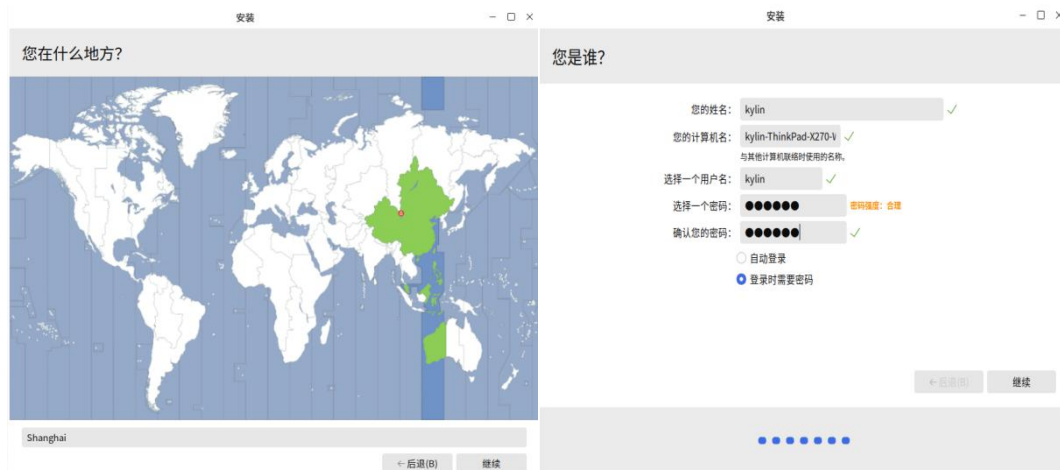 安装
您在什么地方?
Shanghai
←后退(B)
继续
安装
您是谁?
您的姓名: kylin
您的计算机名: kylin-ThinkPad-X270-W
与其他计算机联络时使用的名称。
选择一个用户名: kylin
选择一个密码: ●●●●●● 密码强度: 合理
确认您的密码: ●●●●●●
自动登录
登录时需要密码
←后退(B)
继续